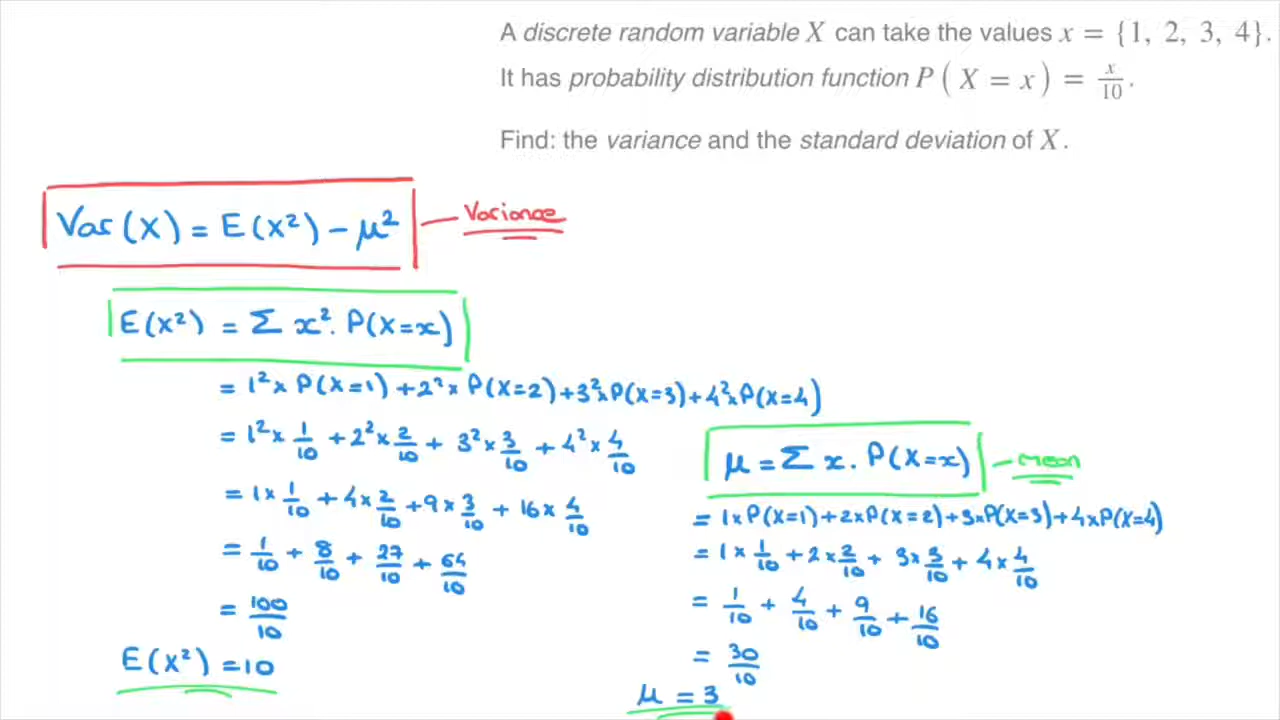 A discrete random variable X can take the values x = {1, 2, 3, 4}.
It has probability distribution function P(X = x) = x/10.
Find: the variance and the standard deviation of X.
Var(X) = E(X²) - μ²
Variance
E(X²) = Σ x². P(X=x)
= 1² × P(X=1) + 2² × P(X=2) + 3² × P(X=3) + 4² × P(X=4)
= 1² × 1/10 + 2² × 2/10 + 3² × 3/10 + 4² × 4/10
= 1 × 1/10 + 4 × 2/10 + 9 × 3/10 + 16 × 4/10
= 1/10 + 8/10 + 27/10 + 64/10
= 100/10
E(X²) = 10
μ = Σ x. P(X=x)
mean
= 1 × P(X=1) + 2 × P(X=2) + 3 × P(X=3) + 4 × P(X=4)
= 1 × 1/10 + 2 × 2/10 + 3 × 3/10 + 4 × 4/10
= 1/10 + 4/10 + 9/10 + 16/10
= 30/10
μ = 3